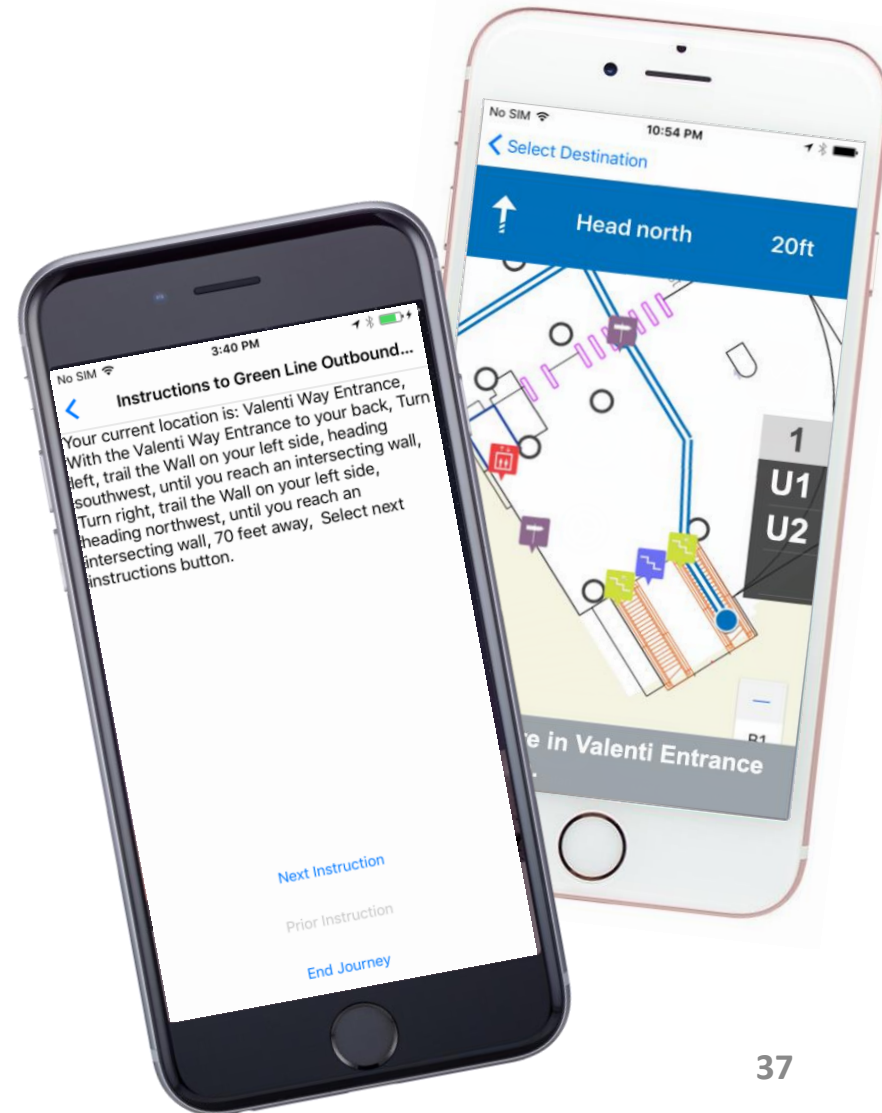 No SIM
3:40 PM
Instructions to Green Line Outbound...
Your current location is: Valenti Way Entrance,
With the Valenti Way Entrance to your back, Turn
left, trail the Wall on your left side, heading
southwest, until you reach an intersecting wall,
Turn right, trail the Wall on your left side,
heading northwest, until you reach an
intersecting wall, 70 feet away,  Select next
instructions button.
Next Instruction
Prior Instruction
End Journey
No SIM
10:54 PM
Select Destination
Head north
20ft
1
U1
U2
e in Valenti Entrance
37